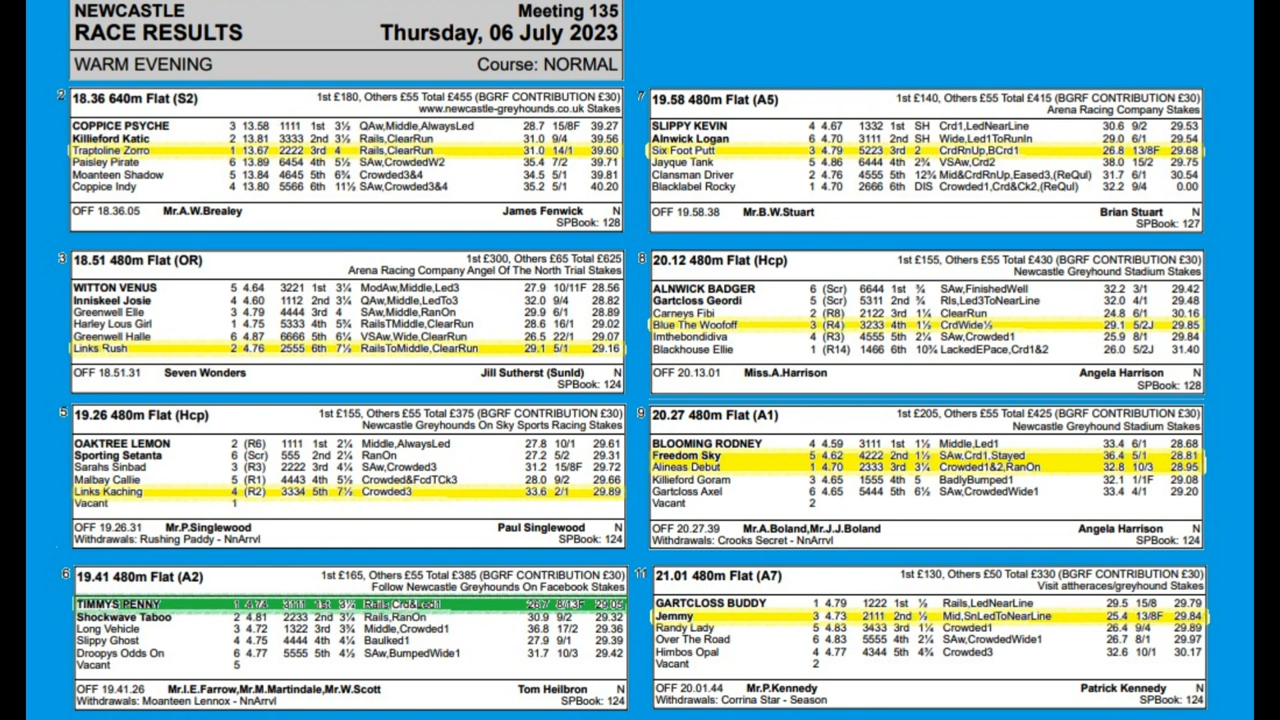 NEWCASTLE Meeting 135
RACE RESULTS Thursday, 06 July 2023
WARM EVENING Course: NORMAL
2 18.36 640m Flat (S2) 1st £180, Others £55 Total £455 (BGRF CONTRIBUTION £30)
www.newcastle-greyhounds.co.uk Stakes
COPPICE PSYCHE 3 13.58 1111 1st 3½ QAw,Middle,AlwaysLed 28.7 15/8F 39.27
Killieford Katic 2 13.81 3333 2nd 3½ Rails,ClearRun 31.0 9/4 39.56
Traptoline Zorro 1 13.67 2222 3rd 4 Rails,ClearRun 31.0 14/1 39.60
Paisley Pirate 6 13.89 6454 4th 5½ SAw,CrowdedW2 35.4 7/2 39.71
Moanteen Shadow 5 13.84 4645 5th 6¾ Crowded3&4 34.5 5/1 39.81
Coppice Indy 4 13.80 5566 6th 11½ SAw,Crowded3&4 35.2 5/1 40.20
OFF 18.36.05 Mr.A.W.Brealey James Fenwick N
SPBook: 128
3 18.51 480m Flat (OR) 1st £300, Others £65 Total £625
Arena Racing Company Angel Of The North Trial Stakes
WITTON VENUS 5 4.64 3221 1st 3¼ ModAw,Middle,Led3 27.9 10/11F 28.56
Inniskeel Josie 4 4.60 1112 2nd 3¼ QAw,Middle,LedTo3 32.0 9/4 28.82
Greenwell Elle 3 4.79 4444 3rd 4 SAw,Middle,RanOn 29.9 6/1 28.89
Harley Lous Girl 1 4.75 5333 4th 5¾ RailsTMiddle,ClearRun 28.6 16/1 29.02
Greenwell Halle 6 4.87 6666 5th 6¼ VSAw,Wide,ClearRun 26.5 22/1 29.07
Links Rush 2 4.76 2555 6th 7½ RailsToMiddle,ClearRun 29.1 5/1 29.16
OFF 18.51.31 Seven Wonders Jill Sutherst (Sunld) N
SPBook: 124
5 19.26 480m Flat (Hcp) 1st £155, Others £55 Total £375 (BGRF CONTRIBUTION £30)
Newcastle Greyhounds On Sky Sports Racing Stakes
OAKTREE LEMON 2 (R6) 1111 1st 2¼ Middle,AlwaysLed 27.8 10/1 29.61
Sporting Setanta 6 (Scr) 555 2nd 2¼ RanOn 27.2 5/2 29.31
Sarahs Sinbad 3 (R3) 2222 3rd 4½ SAw,Crowded3 31.2 15/8F 29.72
Malbay Callie 5 (R1) 4443 4th 5½ Crowded&FcdTCk3 28.0 9/2 29.66
Links Kaching 4 (R2) 3334 5th 7½ Crowded3 33.6 2/1 29.89
Vacant 1
OFF 19.26.31 Mr.P.Singlewood Paul Singlewood N
Withdrawals: Rushing Paddy - NnArrvl SPBook: 124
6 19.41 480m Flat (A2) 1st £165, Others £55 Total £385 (BGRF CONTRIBUTION £30)
Follow Newcastle Greyhounds On Facebook Stakes
TIMMYS PENNY 1 4.74 3111 1st 3¼ Rails,Crd&Led1 28.7 8/13F 29.05
Shockwave Taboo 2 4.81 2233 2nd 3¼ Rails,RanOn 30.9 9/2 29.32
Long Vehicle 3 4.72 1322 3rd 3¾ Middle,Crowded1 36.8 17/2 29.36
Slippy Ghost 4 4.75 4444 4th 4¼ Baulked1 27.9 9/1 29.39
Droopys Odds On 6 4.77 5555 5th 4½ SAw,BumpedWide1 31.7 10/3 29.42
Vacant 5
OFF 19.41.26 Mr.I.E.Farrow,Mr.M.Martindale,Mr.W.Scott Tom Heilbron N
Withdrawals: Moanteen Lennox - NnArrvl SPBook: 124
7 19.58 480m Flat (A5) 1st £140, Others £55 Total £415 (BGRF CONTRIBUTION £30)
Arena Racing Company Stakes
SLIPPY KEVIN 4 4.67 1332 1st SH Crd1,LedNearLine 30.6 9/2 29.53
Alnwick Logan 6 4.70 3111 2nd SH Wide,Led1ToRunIn 31.0 2/1 29.54
Six Foot Putt 3 4.79 5223 3rd 2 CrdRnUp,BCrd1 26.8 13/8F 29.68
Jayque Tank 5 4.86 6444 4th 2¾ VSAw,Crd2 38.0 15/2 29.75
Clansman Driver 2 4.76 4555 5th 12¾ Mid&CrdRnUp,Eased3,(ReQul) 31.7 6/1 30.54
Blacklabel Rocky 1 4.70 2666 6th DIS Crowded1,Crd&Ck2,(ReQul) 32.2 9/4 0.00
OFF 19.58.38 Mr.B.W.Stuart Brian Stuart N
SPBook: 127
8 20.12 480m Flat (Hcp) 1st £155, Others £55 Total £430 (BGRF CONTRIBUTION £30)
Newcastle Greyhound Stadium Stakes
ALNWICK BADGER 6 (Scr) 6644 1st ¾ SAw,FinishedWell 32.2 3/1 29.42
Gartcloss Geordi 5 (Scr) 5311 2nd ¾ Rls,Led3ToNearLine 32.0 4/1 29.48
Carneys Fibi 2 (R8) 2122 3rd 1¼ ClearRun 24.8 6/1 30.16
Blue The Woofoff 3 (R4) 3233 4th 1½ CrdWide½ 29.1 5/2J 29.85
Imthebondidiva 4 (R3) 4555 5th 2¼ SAw,Crowded1 25.9 8/1 29.84
Blackhouse Ellie 1 (R14) 1466 6th 10¾ LackedEPace,Crd1&2 26.0 5/2J 31.40
OFF 20.13.01 Miss.A.Harrison Angela Harrison N
SPBook: 128
9 20.27 480m Flat (A1) 1st £205, Others £55 Total £425 (BGRF CONTRIBUTION £30)
Newcastle Greyhound Stadium Stakes
BLOOMING RODNEY 4 4.59 3111 1st 1½ Middle,Led1 33.4 6/1 28.68
Freedom Sky 5 4.62 4222 2nd 1½ SAw,Crd1,Stayed 36.4 5/1 28.81
Alineas Debut 1 4.70 2333 3rd 3¼ Crowded1&2,RanOn 32.8 10/3 28.95
Killieford Goram 3 4.65 1555 4th 5 BadlyBumped1 32.1 1/1F 29.08
Gartcloss Axel 6 4.65 5444 5th 6½ SAw,CrowdedWide1 33.4 4/1 29.20
Vacant 2
OFF 20.27.39 Mr.A.Boland,Mr.J.J.Boland Angela Harrison N
Withdrawals: Crooks Secret - NnArrvl SPBook: 124
11 21.01 480m Flat (A7) 1st £130, Others £50 Total £330 (BGRF CONTRIBUTION £30)
Visit attheraces/greyhound Stakes
GARTCLOSS BUDDY 1 4.79 1222 1st ½ Rails,LedNearLine 29.5 15/8 29.79
Jemmy 3 4.73 2111 2nd ½ Mid,SnLedToNearLine 25.4 13/8F 29.84
Randy Lady 5 4.83 3433 3rd 1¼ Crowded1 26.4 9/4 29.89
Over The Road 6 4.83 5555 4th 2¼ SAw,CrowdedWide1 26.7 8/1 29.97
Himbos Opal 4 4.77 4344 5th 4¾ Crowded3 32.6 10/1 30.17
Vacant 2
OFF 20.01.44 Mr.P.Kennedy Patrick Kennedy N
Withdrawals: Corrina Star - Season SPBook: 124